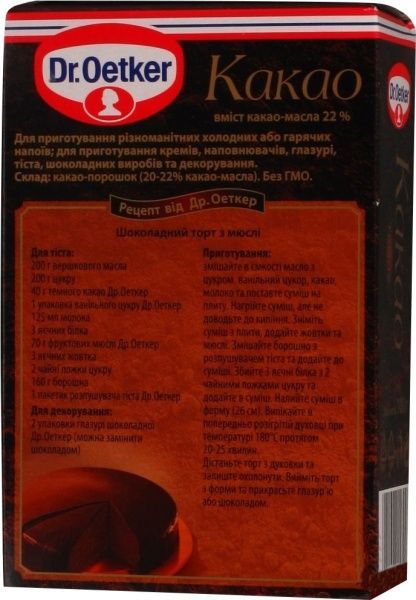 Dr.Oetker
Какао
вміст какао-масла 22 %
Для приготування різноманітних холодних або гарячих
напоїв; для приготування кремів, наповнювачів, глазурі,
тіста, шоколадних виробів та декорування.
Склад: какао-порошок (20-22% какао-масла). Без ГМО.
Рецепт від Др.Оеткер
Шоколадний торт з мюслі
Для тіста:
200 г вершкового масла
200 г цукру
40 г темного какао Др.Оеткер
1 упаковка ванільного цукру Др.Оеткер
125 мл молока
3 яєчних білка
70 г фруктових мюслі Др.Оеткер
3 яєчних жовтка
2 чайні ложки цукру
160 г борошна
1 пакетик розпушувача тіста Др.Оеткер
Для декорування:
2 упаковки глазурі шоколадної
Др.Оеткер (можна замінити
шоколадом)
Приготування:
змішайте в ємкості масло з
цукром, ванільний цукор, какао,
молоко та поставте суміш на
плиту. Нагрійте суміш, але не
доводьте до кипіння. Зніміть
суміш з плити, додайте жовтки та
мюслі. Змішайте борошно з
розпушувачем тіста та додайте до
суміші. Збийте 3 яєчні білка з 2
чайними ложками цукру та
додайте в суміш. Налийте суміш в
форму (26 см). Випікайте в
попередньо розігрітій духовці при
температурі 180°С протягом
20-25 хвилин.
Дістаньте торт з духовки та
залиште охолонути. Вийміть торт
з форми та прикрасьте глазур'ю
або шоколадом.